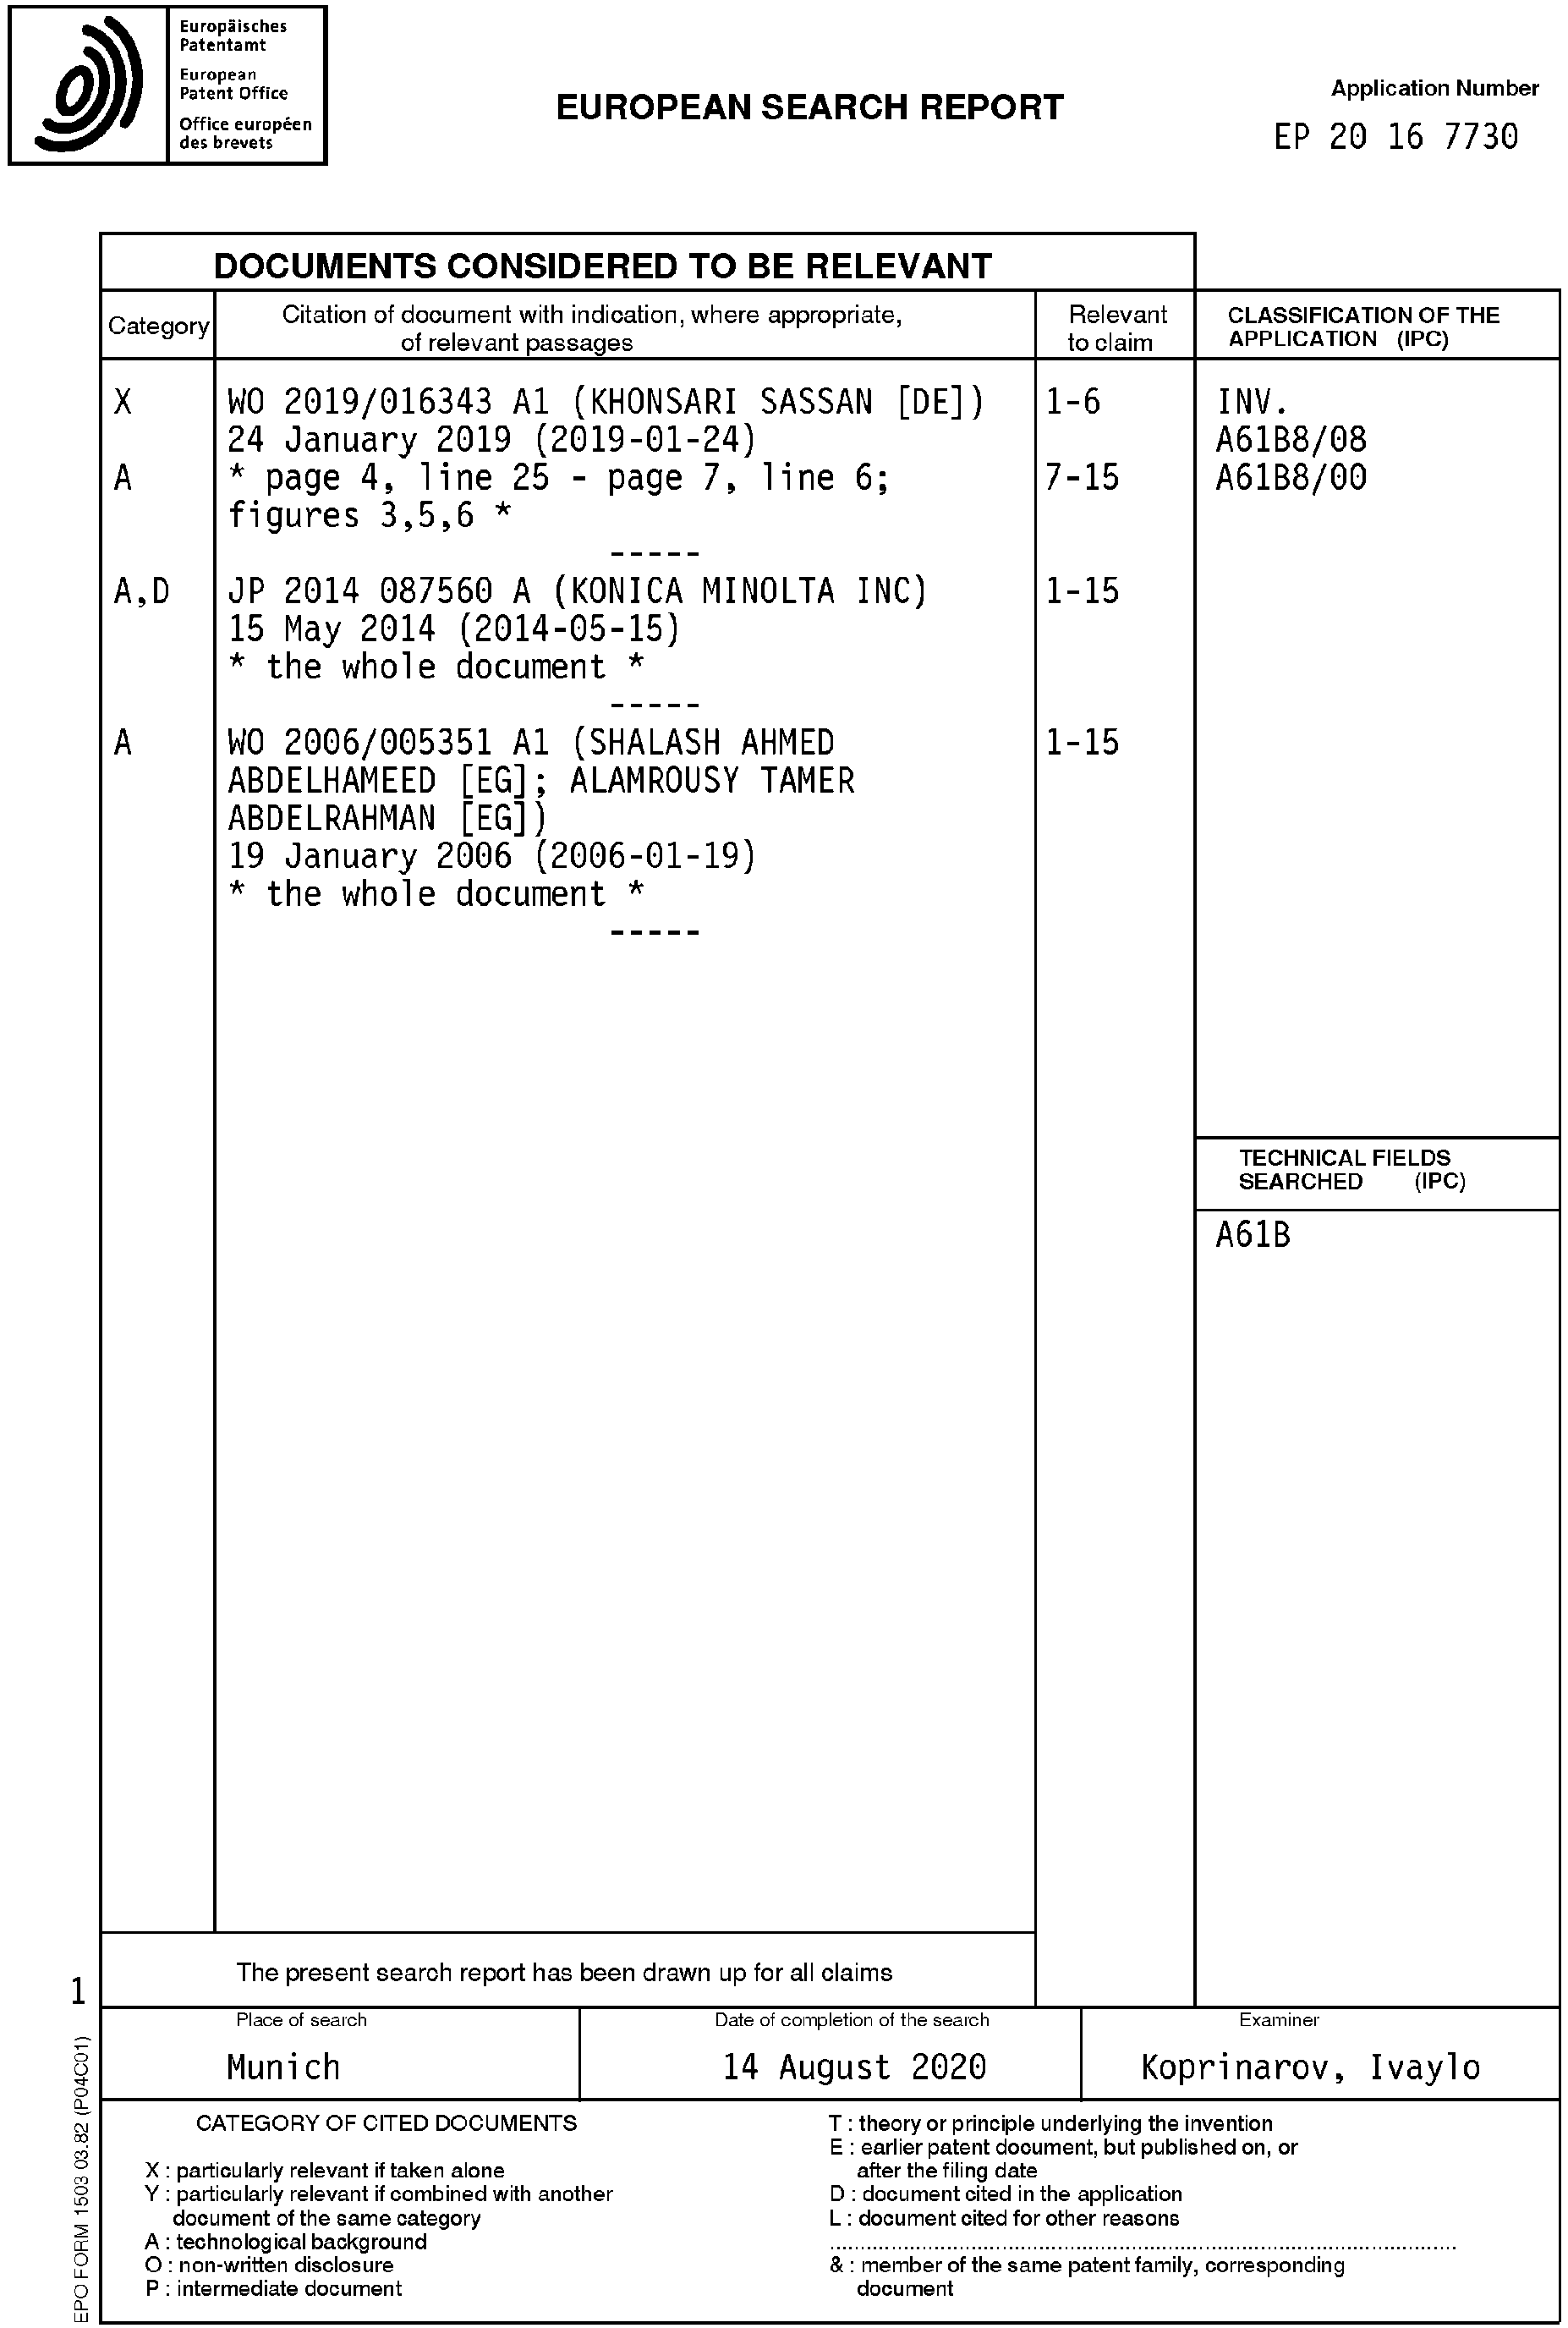 Europäisches
Patentamt
European
Patent Office
Office européen
des brevets
EUROPEAN SEARCH REPORT
Application Number
EP 20 16 7730
DOCUMENTS CONSIDERED TO BE RELEVANT
Category
Citation of document with indication, where appropriate,
of relevant passages
Relevant
to claim
CLASSIFICATION OF THE
APPLICATION (IPC)
X
WO 2019/016343 A1 (KHONSARI SASSAN [DE])
1-6
24 January 2019 (2019-01-24)
A
* page 4, line 25 - page 7, line 6;
7-15
figures 3,5,6 *
-----
A,D
JP 2014 087560 A (KONICA MINOLTA INC)
1-15
15 May 2014 (2014-05-15)
* the whole document *
-----
A
WO 2006/005351 A1 (SHALASH AHMED
1-15
ABDELHAMEED [EG]; ALAMROUSY TAMER
ABDELRAHMAN [EG])
19 January 2006 (2006-01-19)
* the whole document *
-----
INV.
A61B8/08
A61B8/00
TECHNICAL FIELDS
SEARCHED (IPC)
A61B
The present search report has been drawn up for all claims
1
Place of search
Munich
Date of completion of the search
14 August 2020
Examiner
Koprinarov, Ivaylo
CATEGORY OF CITED DOCUMENTS
X : particularly relevant if taken alone
Y : particularly relevant if combined with another
document of the same category
A : technological background
O : non-written disclosure
P : intermediate document
T : theory or principle underlying the invention
E : earlier patent document, but published on, or
after the filing date
D : document cited in the application
L : document cited for other reasons
& : member of the same patent family, corresponding
document
EPO FORM 1503 03.82 (P04C01)